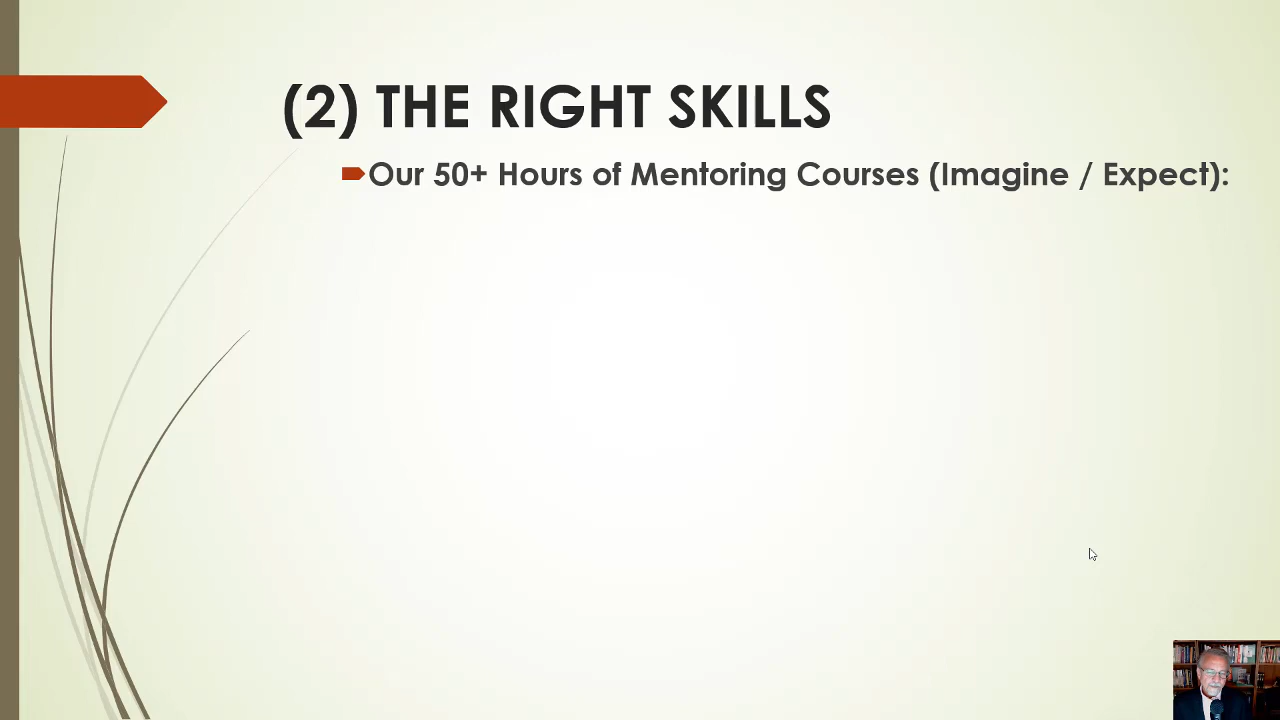 (2) THE RIGHT SKILLS
Our 50+ Hours of Mentoring Courses (Imagine / Expect):